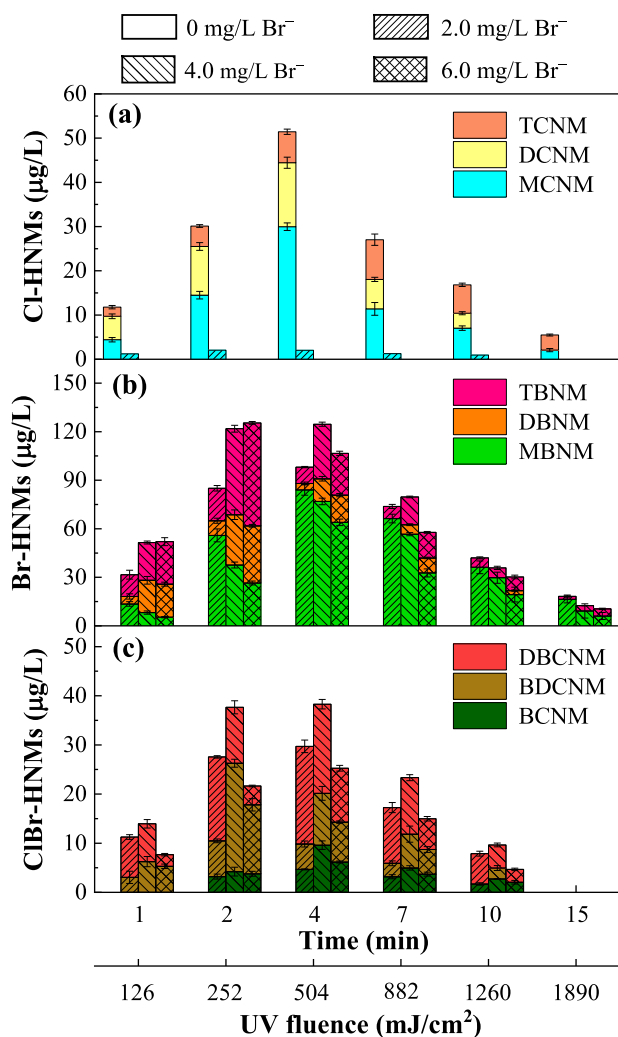 0 mg/L Br⁻
2.0 mg/L Br⁻
4.0 mg/L Br⁻
6.0 mg/L Br⁻
(a)
TCNM
DCNM
MCNM
Cl-HNMs (μg/L)
60
50
40
30
20
10
0
(b)
TBNM
DBNM
MBNM
Br-HNMs (μg/L)
150
120
90
60
30
0
(c)
DBCNM
BDCNM
BCNM
ClBr-HNMs (μg/L)
50
40
30
20
10
0
1 2 4 7 10 15
Time (min)
126 252 504 882 1260 1890
UV fluence (mJ/cm²)